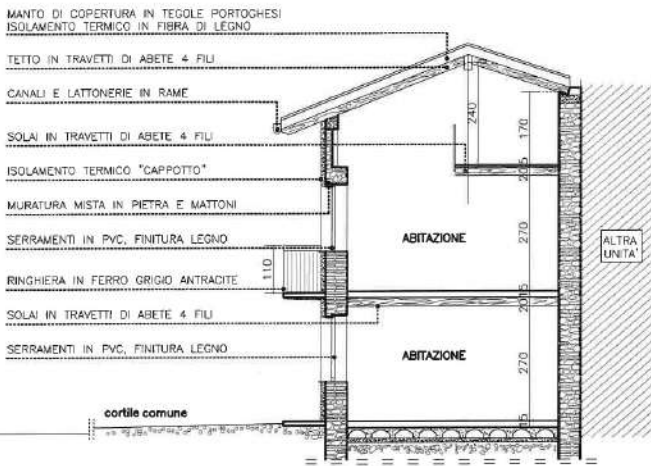 MANTO DI COPERTURA IN TEGOLE PORTOGHESI
ISOLAMENTO TERMICO IN FIBRA DI LEGNO
TETTO IN TRAVETTI DI ABETE 4 FILI
CANALI E LATTONERIE IN RAME
SOLAI IN TRAVETTI DI ABETE 4 FILI
ISOLAMENTO TERMICO "CAPPOTTO"
MURATURA MISTA IN PIETRA E MATTONI
SERRAMENTI IN PVC, FINITURA LEGNO
RINGHIERA IN FERRO GRIGIO ANTRACITE
SOLAI IN TRAVETTI DI ABETE 4 FILI
SERRAMENTI IN PVC, FINITURA LEGNO
cortile comune
110
240
170
205
ABITAZIONE
270
2015
ABITAZIONE
270
15
ALTRA
UNITA'